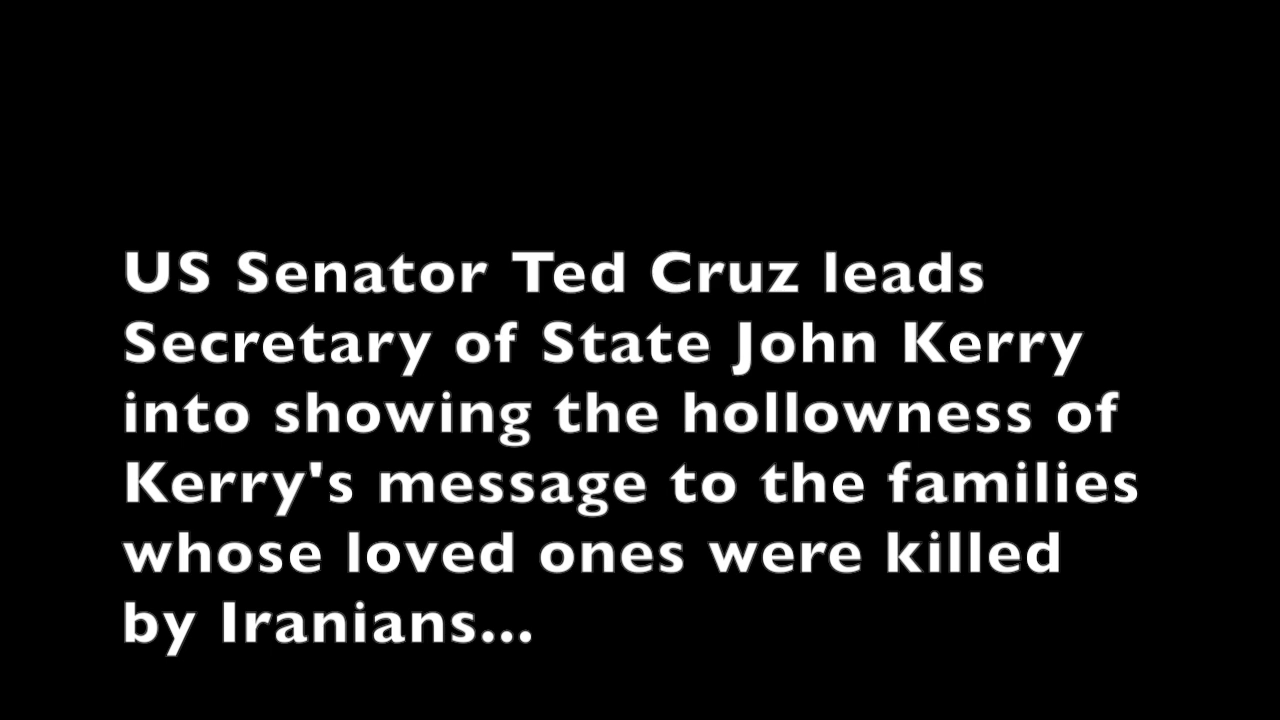 US Senator Ted Cruz leads
Secretary of State John Kerry
into showing the hollowness of
Kerry's message to the families
whose loved ones were killed
by Iranians...